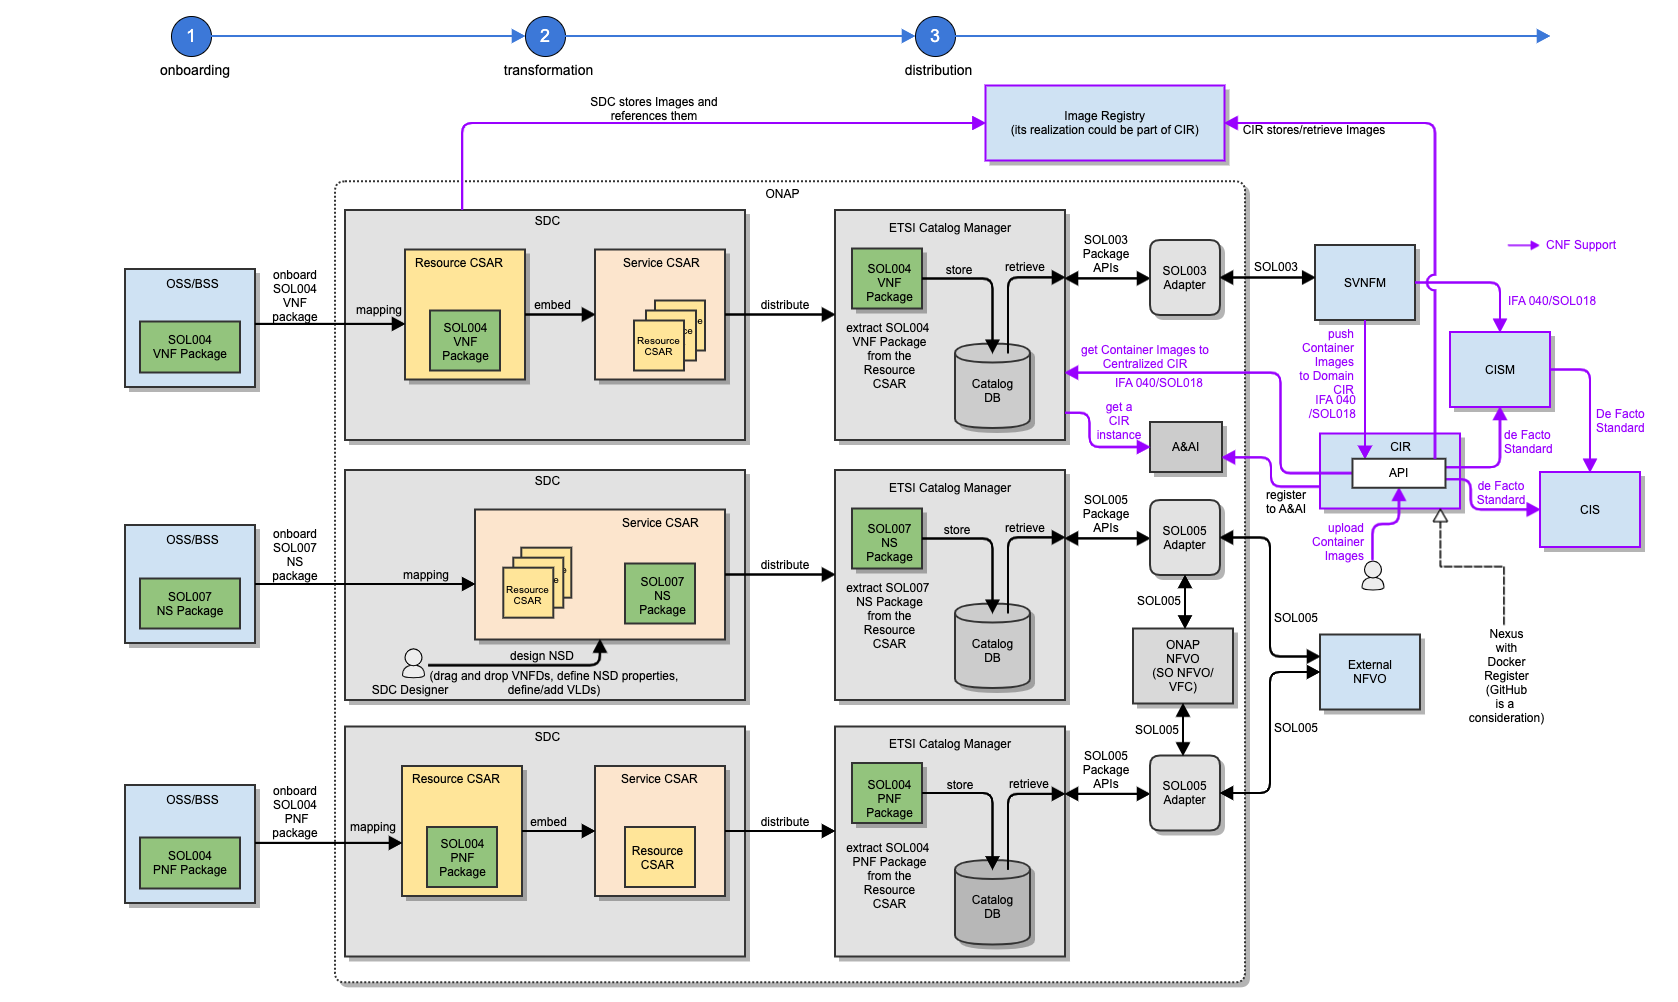 1
2
3
onboarding
transformation
distribution
SDC stores Images and
references them
Image Registry
(its realization could be part of CIR)
CIR stores/retrieve Images
ONAP
CNF Support
OSS/BSS
SOL004
VNF Package
onboard
SOL004
VNF
package
mapping
SDC
Resource CSAR
SOL004
VNF
Package
embed
Service CSAR
e
ce
Resource
CSAR
distribute
ETSI Catalog Manager
SOL004
VNF
Package
store
retrieve
extract SOL004
VNF Package
from the
Resource
CSAR
Catalog
DB
SOL003
Package
APIs
SOL003
Adapter
SOL003
SVNFM
IFA 040/SOL018
push
Container
Images
to Domain
CIR
IFA 040
/SOL018
CISM
get Container Images to
Centralized CIR
IFA 040/SOL018
get a
CIR
instance
A&AI
CIR
API
de Facto
Standard
De Facto
Standard
de Facto
Standard
CIS
register
to A&AI
upload
Container
Images
Nexus
with
Docker
Register
(GitHub
is a
consideration)
OSS/BSS
SOL007
NS Package
onboard
SOL007
NS
package
mapping
SDC
Service CSAR
e
Resource
CSAR
SOL007
NS
Package
design NSD
(drag and drop VNFDs, define NSD properties,
define/add VLDs)
SDC Designer
distribute
ETSI Catalog Manager
SOL007
NS
Package
store
retrieve
extract SOL007
NS Package
from the
Resource
CSAR
Catalog
DB
SOL005
Package
APIs
SOL005
Adapter
SOL005
ONAP
NFVO
(SO NFVO/
VFC)
SOL005
SOL005
External
NFVO
SOL005
OSS/BSS
SOL004
PNF Package
onboard
SOL004
PNF
package
mapping
SDC
Resource CSAR
SOL004
PNF
Package
embed
Service CSAR
Resource
CSAR
distribute
ETSI Catalog Manager
SOL004
PNF
Package
store
retrieve
extract SOL004
PNF Package
from the
Resource
CSAR
Catalog
DB
SOL005
Package
APIs
SOL005
Adapter